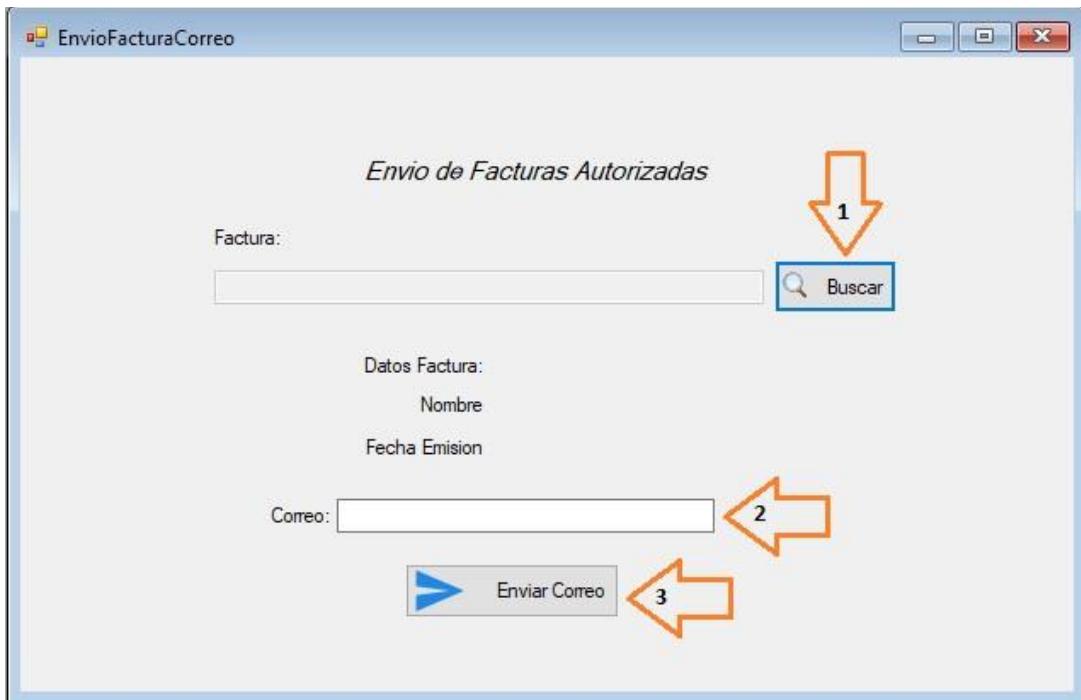 EnvioFacturaCorreo
Envio de Facturas Autorizadas
1
Factura:
Buscar
Datos Factura:
Nombre
Fecha Emision
Correo:
2
Enviar Correo
3